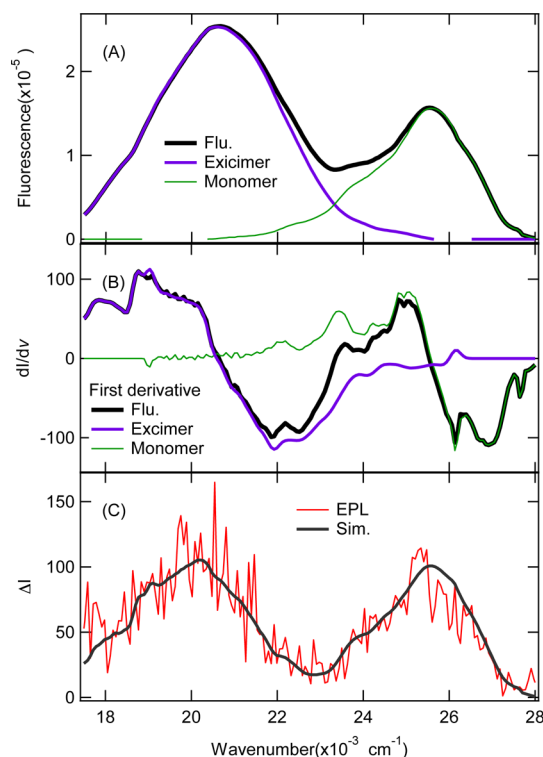 (A)
Fluorescence(x10⁻⁵)
2
1
0
Flu.
Exicimer
Monomer
(B)
dI/dν
100
0
-100
First derivative
Flu.
Excimer
Monomer
(C)
ΔI
150
100
50
0
EPL
Sim.
18 20 22 24 26 28
Wavenumber(x10⁻³ cm⁻¹)